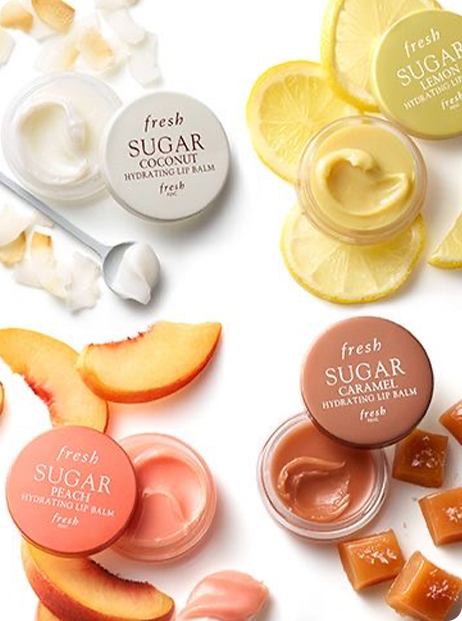 fresh
SUGAR
COCONUT
HYDRATING LIP BALM
fresh
fresh
SUGAR
LEMON
HYDRATING LIP
fresh
fresh
SUGAR
PEACH
HYDRATING LIP BALM
fresh
fresh
SUGAR
CARAMEL
HYDRATING LIP BALM
fresh